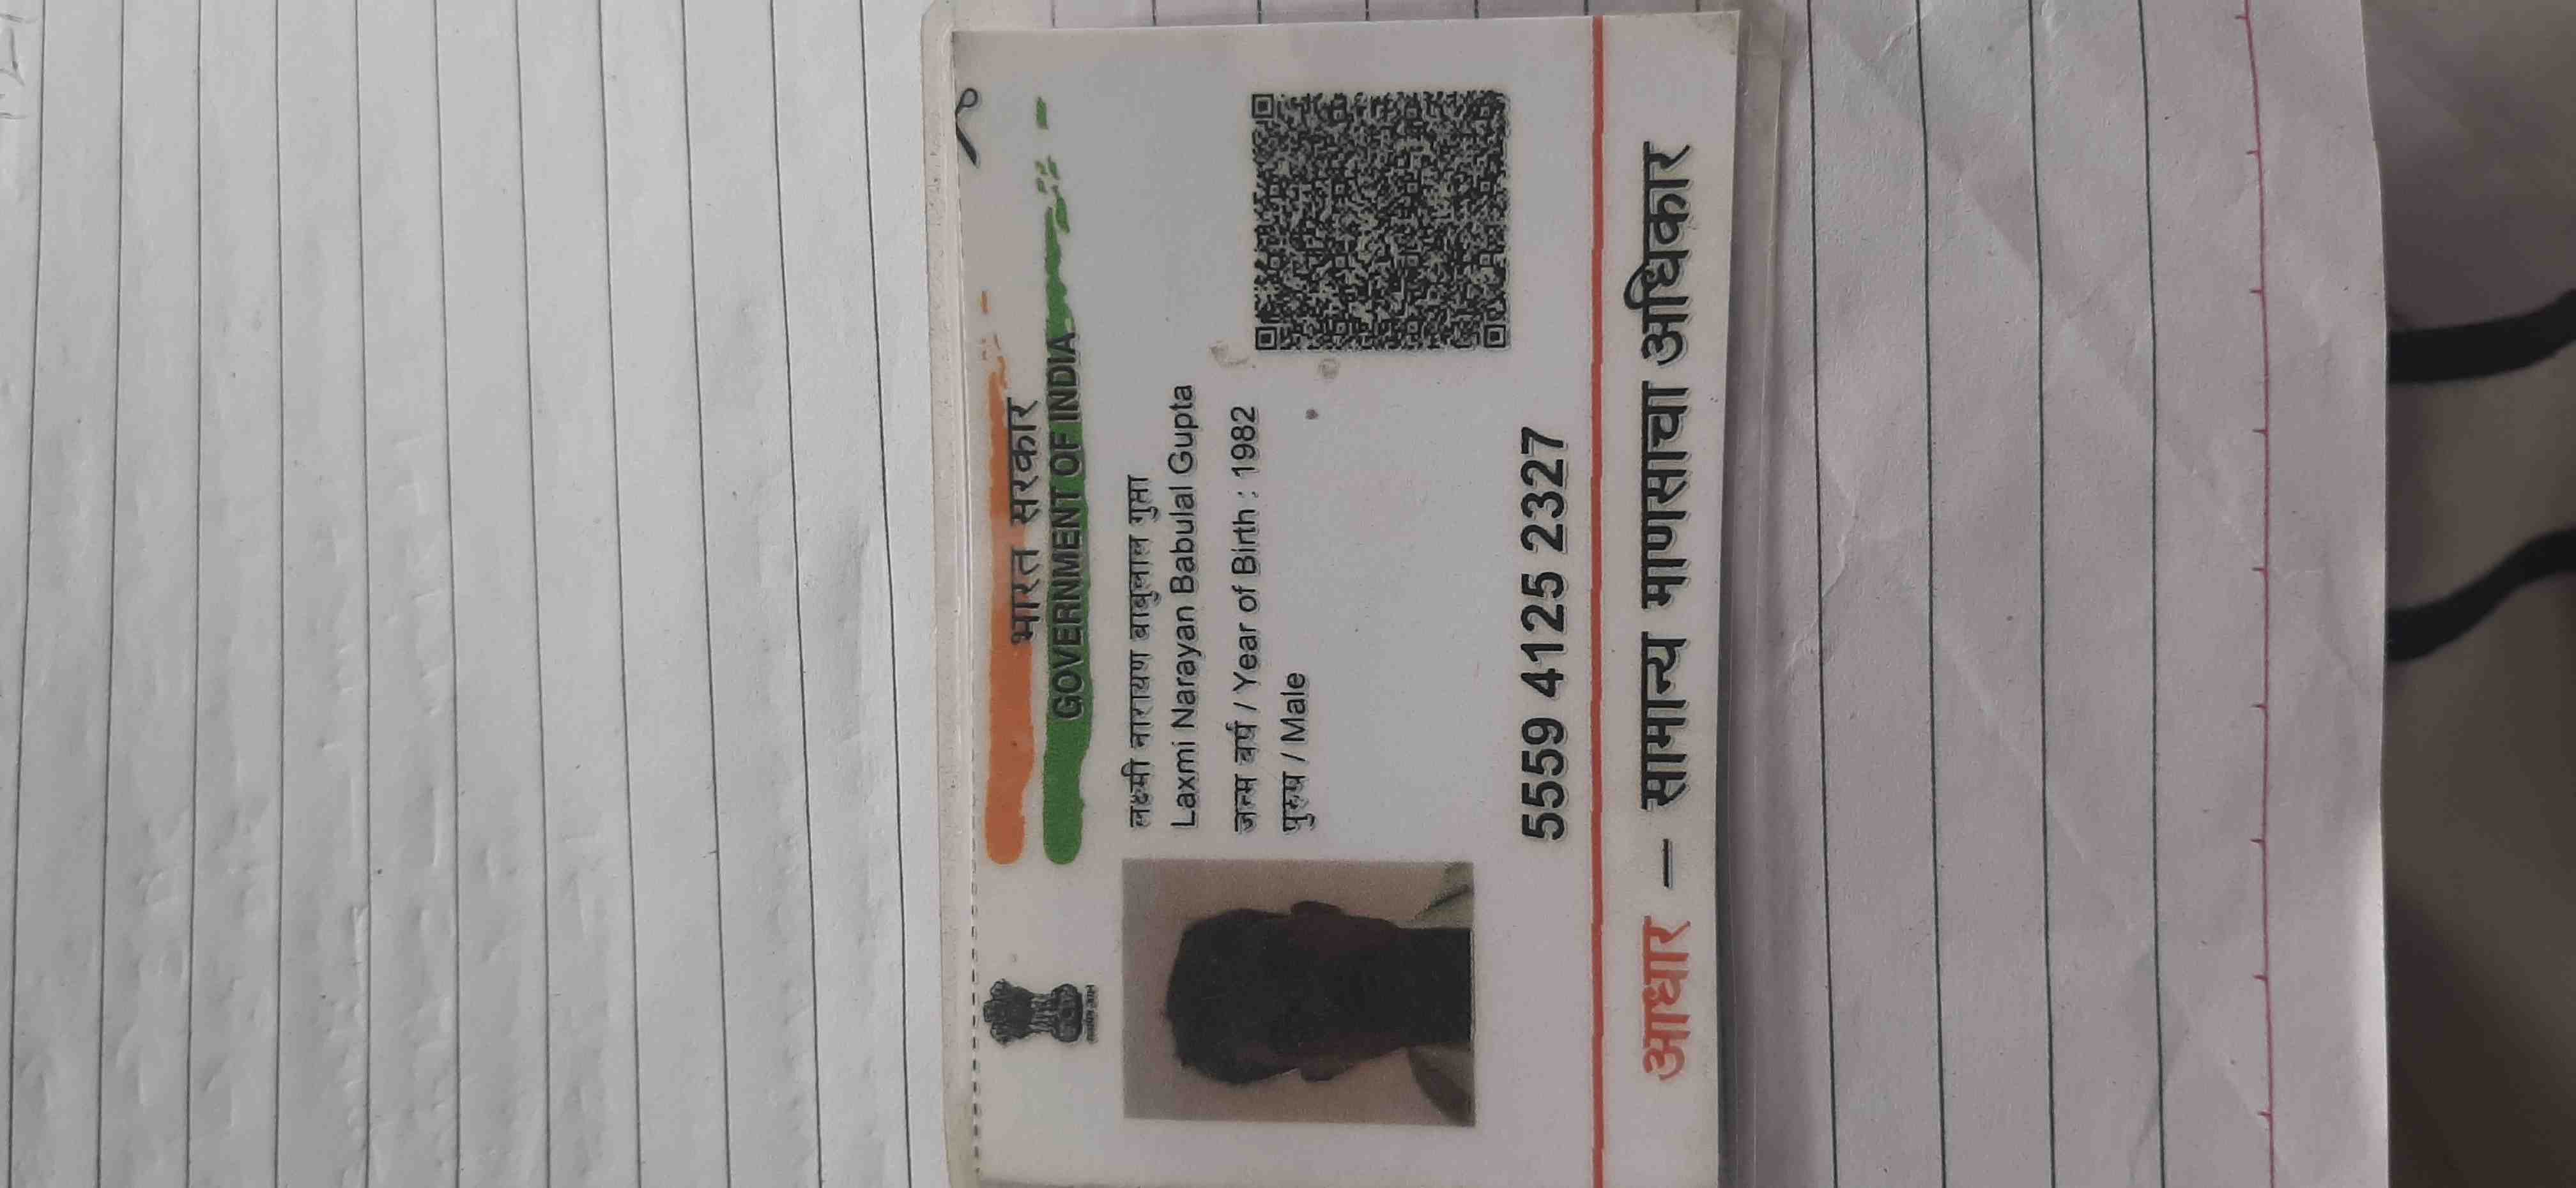 भारत सरकार
GOVERNMENT OF INDIA
लक्ष्मी नारायण बाबुलाल गुप्ता
Laxmi Narayan Babulal Gupta
जन्म वर्ष / Year of Birth : 1982
पुरुष / Male
5559 4125 2327
आधार – सामान्य माणसाचा अधिकार